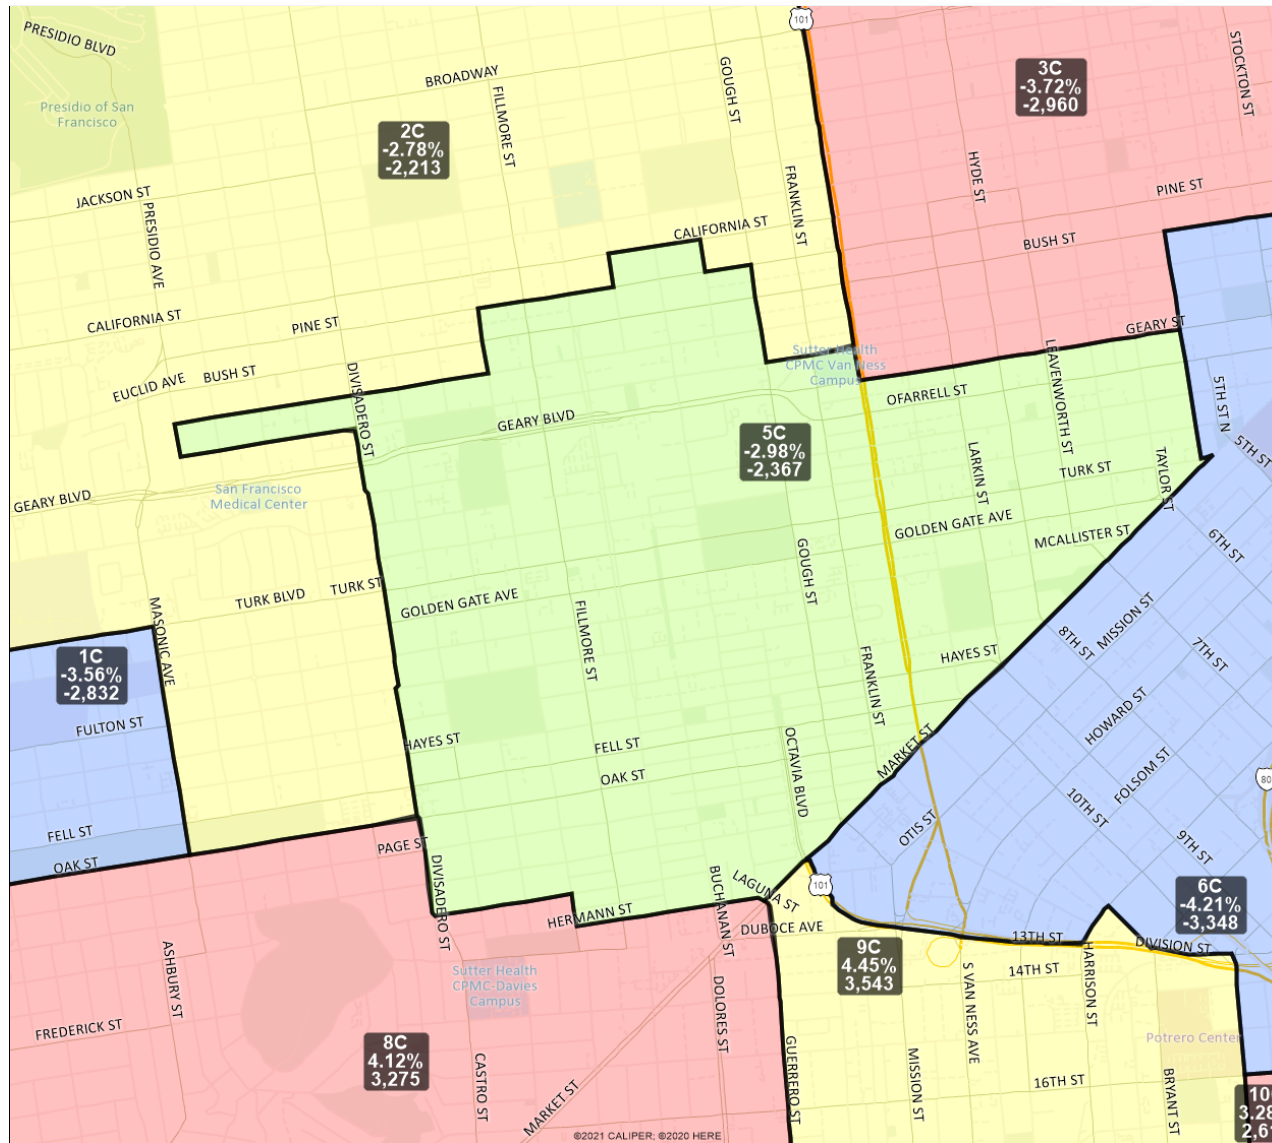 PRESIDIO BLVD
Presidio of San
Francisco
BROADWAY
FILLMORE ST
GOUGH ST
101
3C
-3.72%
-2,960
STOCKTON ST
2C
-2.78%
-2,213
JACKSON ST
PRESIDIO AVE
FRANKLIN ST
HYDE ST
PINE ST
CALIFORNIA ST
BUSH ST
CALIFORNIA ST
PINE ST
GEARY ST
EUCLID AVE
BUSH ST
DIVISADERO ST
Sutter Health
CPMC Van Ness
Campus
LEAVENWORTH ST
5TH ST N
OFARRELL ST
GEARY BLVD
5C
-2.98%
-2,367
5TH ST
LARKIN ST
TURK ST
TAYLOR ST
GEARY BLVD
San Francisco
Medical Center
GOLDEN GATE AVE
MCALLISTER ST
6TH ST
GOUGH ST
TURK BLVD
TURK ST
GOLDEN GATE AVE
FILLMORE ST
MASONIC AVE
MISSION ST
8TH ST
7TH ST
1C
-3.56%
-2,832
HAYES ST
FRANKLIN ST
FULTON ST
HAYES ST
FELL ST
OAK ST
OCTAVIA BLVD
MARKET ST
HOWARD ST
FOLSOM ST
80
10TH ST
OTIS ST
9TH ST
FELL ST
OAK ST
PAGE ST
DIVISADERO ST
BUCHANAN ST
LAGUNA ST
101
6C
-4.21%
-3,348
HERMANN ST
DUBOCE AVE
13TH ST
DIVISION ST
ASHBURY ST
Sutter Health
CPMC-Davies
Campus
9C
4.45%
3,543
14TH ST
HARRISON ST
S VAN NESS AVE
DOLORES ST
FREDERICK ST
8C
4.12%
3,275
CASTRO ST
MARKET ST
GUERRERO ST
MISSION ST
Potrero Center
16TH ST
BRYANT ST
10
3.28
©2021 CALIPER; ©2020 HERE